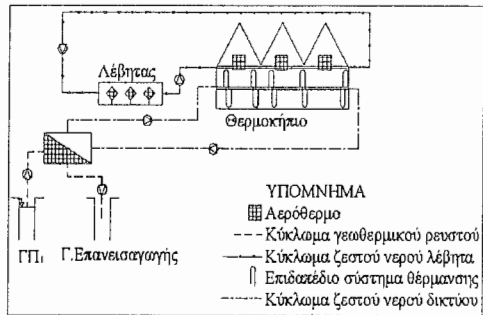 Λέβητας
Θερμοκήπιο
ΓΠ1
Γ.Επανεισαγωγής
ΥΠΟΜΝΗΜΑ
Αερόθερμο
Κύκλωμα γεωθερμικού ρευστού
Κύκλωμα ζεστού νερού λέβητα
Επιδαπέδιο σύστημα θέρμανσης
Κύκλωμα ζεστού νερού δικτύου